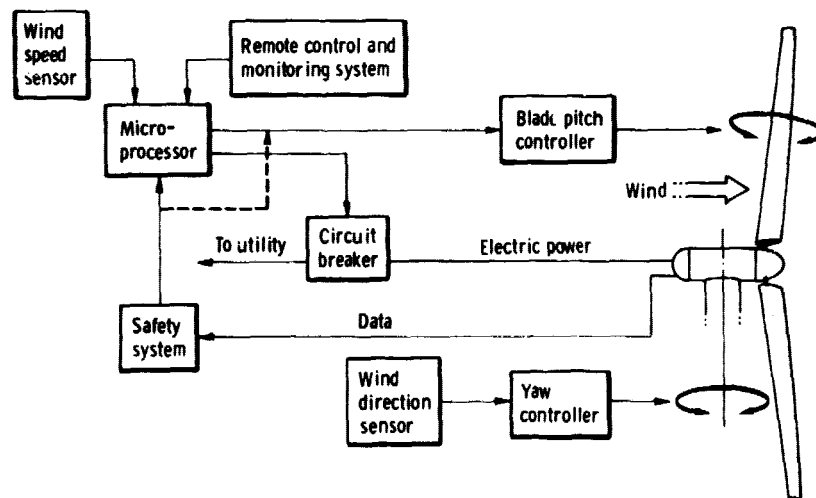 Wind
speed
sensor
Remote control and
monitoring system
Micro-
processor
Blade pitch
controller
Wind
To utility
Circuit
breaker
Electric power
Safety
system
Data
Wind
direction
sensor
Yaw
controller